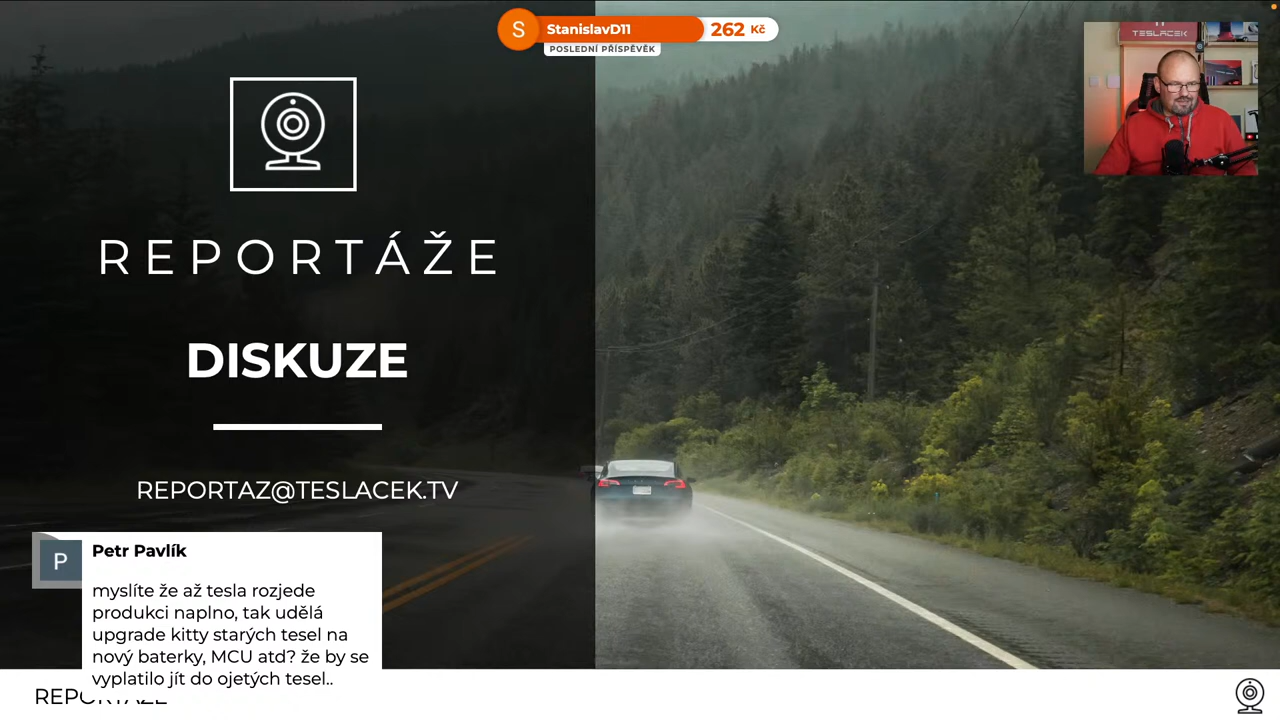 S
StanislavD11
262 Kč
POSLEDNÍ PŘÍSPĚVEK
TESLÁČEK
REPORTÁŽE
DISKUZE
REPORTAZ@TESLACEK.TV
P
Petr Pavlík
myslíte že až tesla rozjede
produkci naplno, tak udělá
upgrade kitty starých tesel na
nový baterky, MCU atd? že by se
vyplatilo jít do ojetých tesel..
REPORTÁŽE